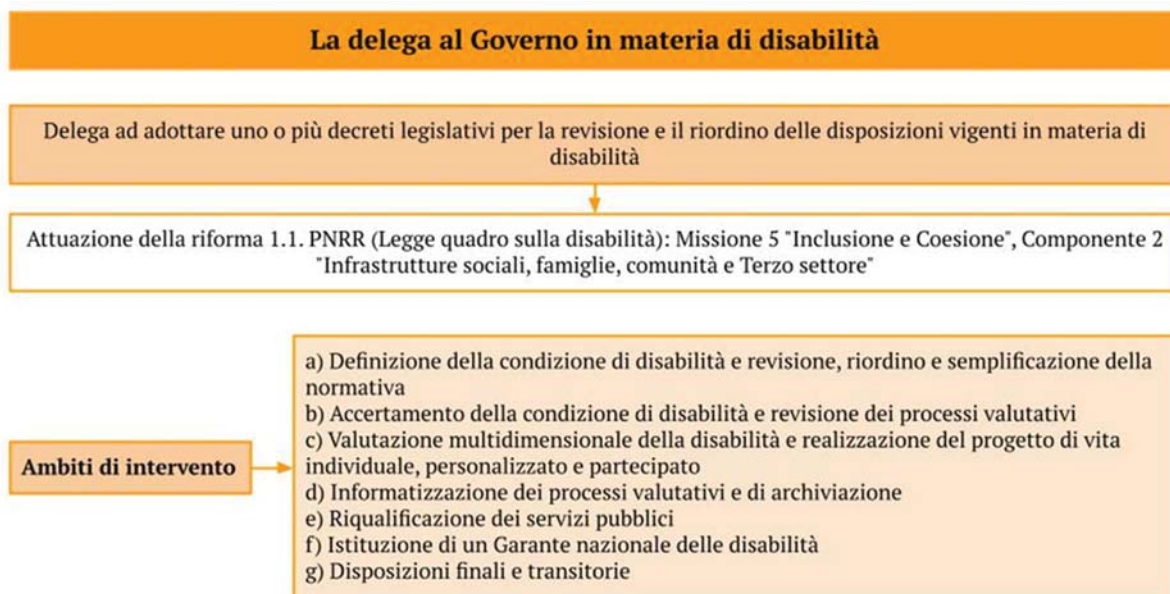 La delega al Governo in materia di disabilità
Delega ad adottare uno o più decreti legislativi per la revisione e il riordino delle disposizioni vigenti in materia di
disabilità
Attuazione della riforma 1.1. PNRR (Legge quadro sulla disabilità): Missione 5 "Inclusione e Coesione", Componente 2
"Infrastrutture sociali, famiglie, comunità e Terzo settore"
Ambiti di intervento
a) Definizione della condizione di disabilità e revisione, riordino e semplificazione della
normativa
b) Accertamento della condizione di disabilità e revisione dei processi valutativi
c) Valutazione multidimensionale della disabilità e realizzazione del progetto di vita
individuale, personalizzato e partecipato
d) Informatizzazione dei processi valutativi e di archiviazione
e) Riqualificazione dei servizi pubblici
f) Istituzione di un Garante nazionale delle disabilità
g) Disposizioni finali e transitorie